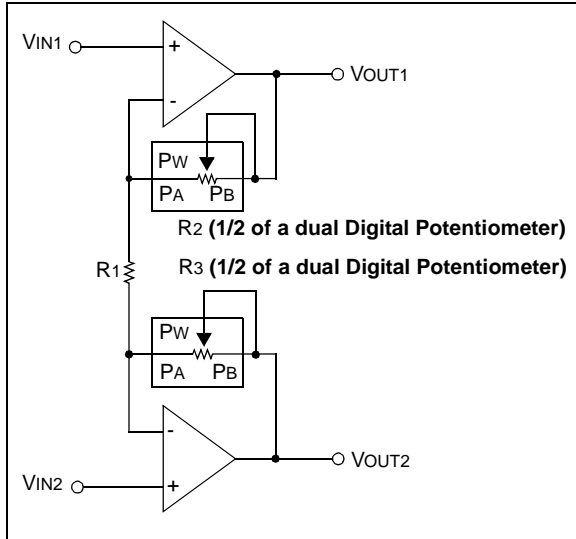 VIN1
+
VOUT1
-
PW
PA PB
R2 (1/2 of a dual Digital Potentiometer)
R1
R3 (1/2 of a dual Digital Potentiometer)
PW
PA PB
-
VOUT2
VIN2
+